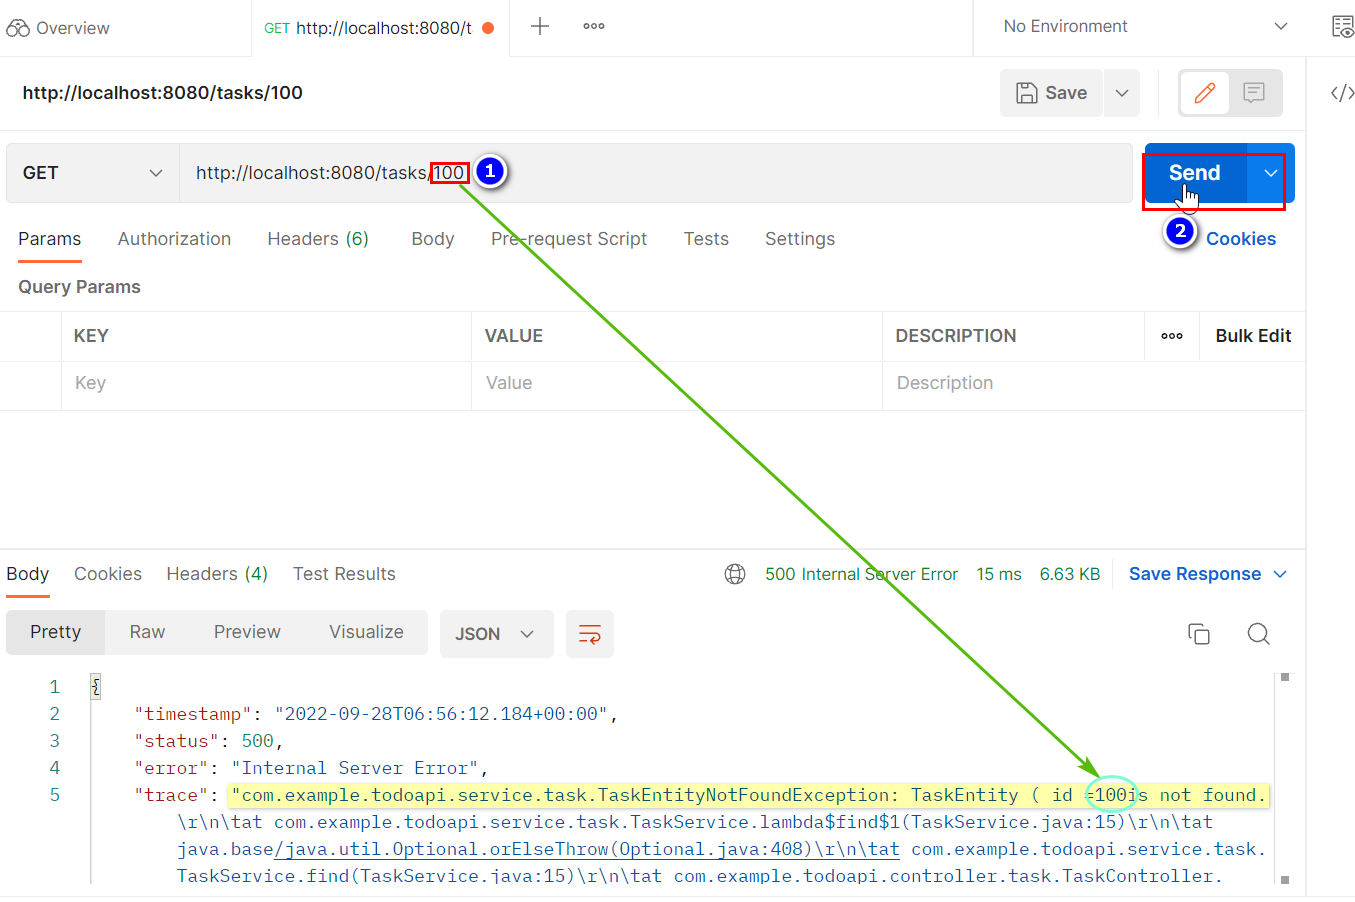 Overview
GET http://localhost:8080/t
No Environment
http://localhost:8080/tasks/100
Save
GET
http://localhost:8080/tasks/100
1
Send
2
Params Authorization Headers (6) Body Pre-request Script Tests Settings Cookies
Query Params
KEY VALUE DESCRIPTION Bulk Edit
Key Value Description
Body Cookies Headers (4) Test Results 500 Internal Server Error 15 ms 6.63 KB Save Response
Pretty Raw Preview Visualize JSON
1 {
2 "timestamp": "2022-09-28T06:56:12.184+00:00",
3 "status": 500,
4 "error": "Internal Server Error",
5 "trace": "com.example.todoapi.service.task.TaskEntityNotFoundException: TaskEntity ( id =100is not found.
\r\n\tat com.example.todoapi.service.task.TaskService.lambda$find$1(TaskService.java:15)\r\n\tat
java.base/java.util.Optional.orElseThrow(Optional.java:408)\r\n\tat com.example.todoapi.service.task.
TaskService.find(TaskService.java:15)\r\n\tat com.example.todoapi.controller.task.TaskController.